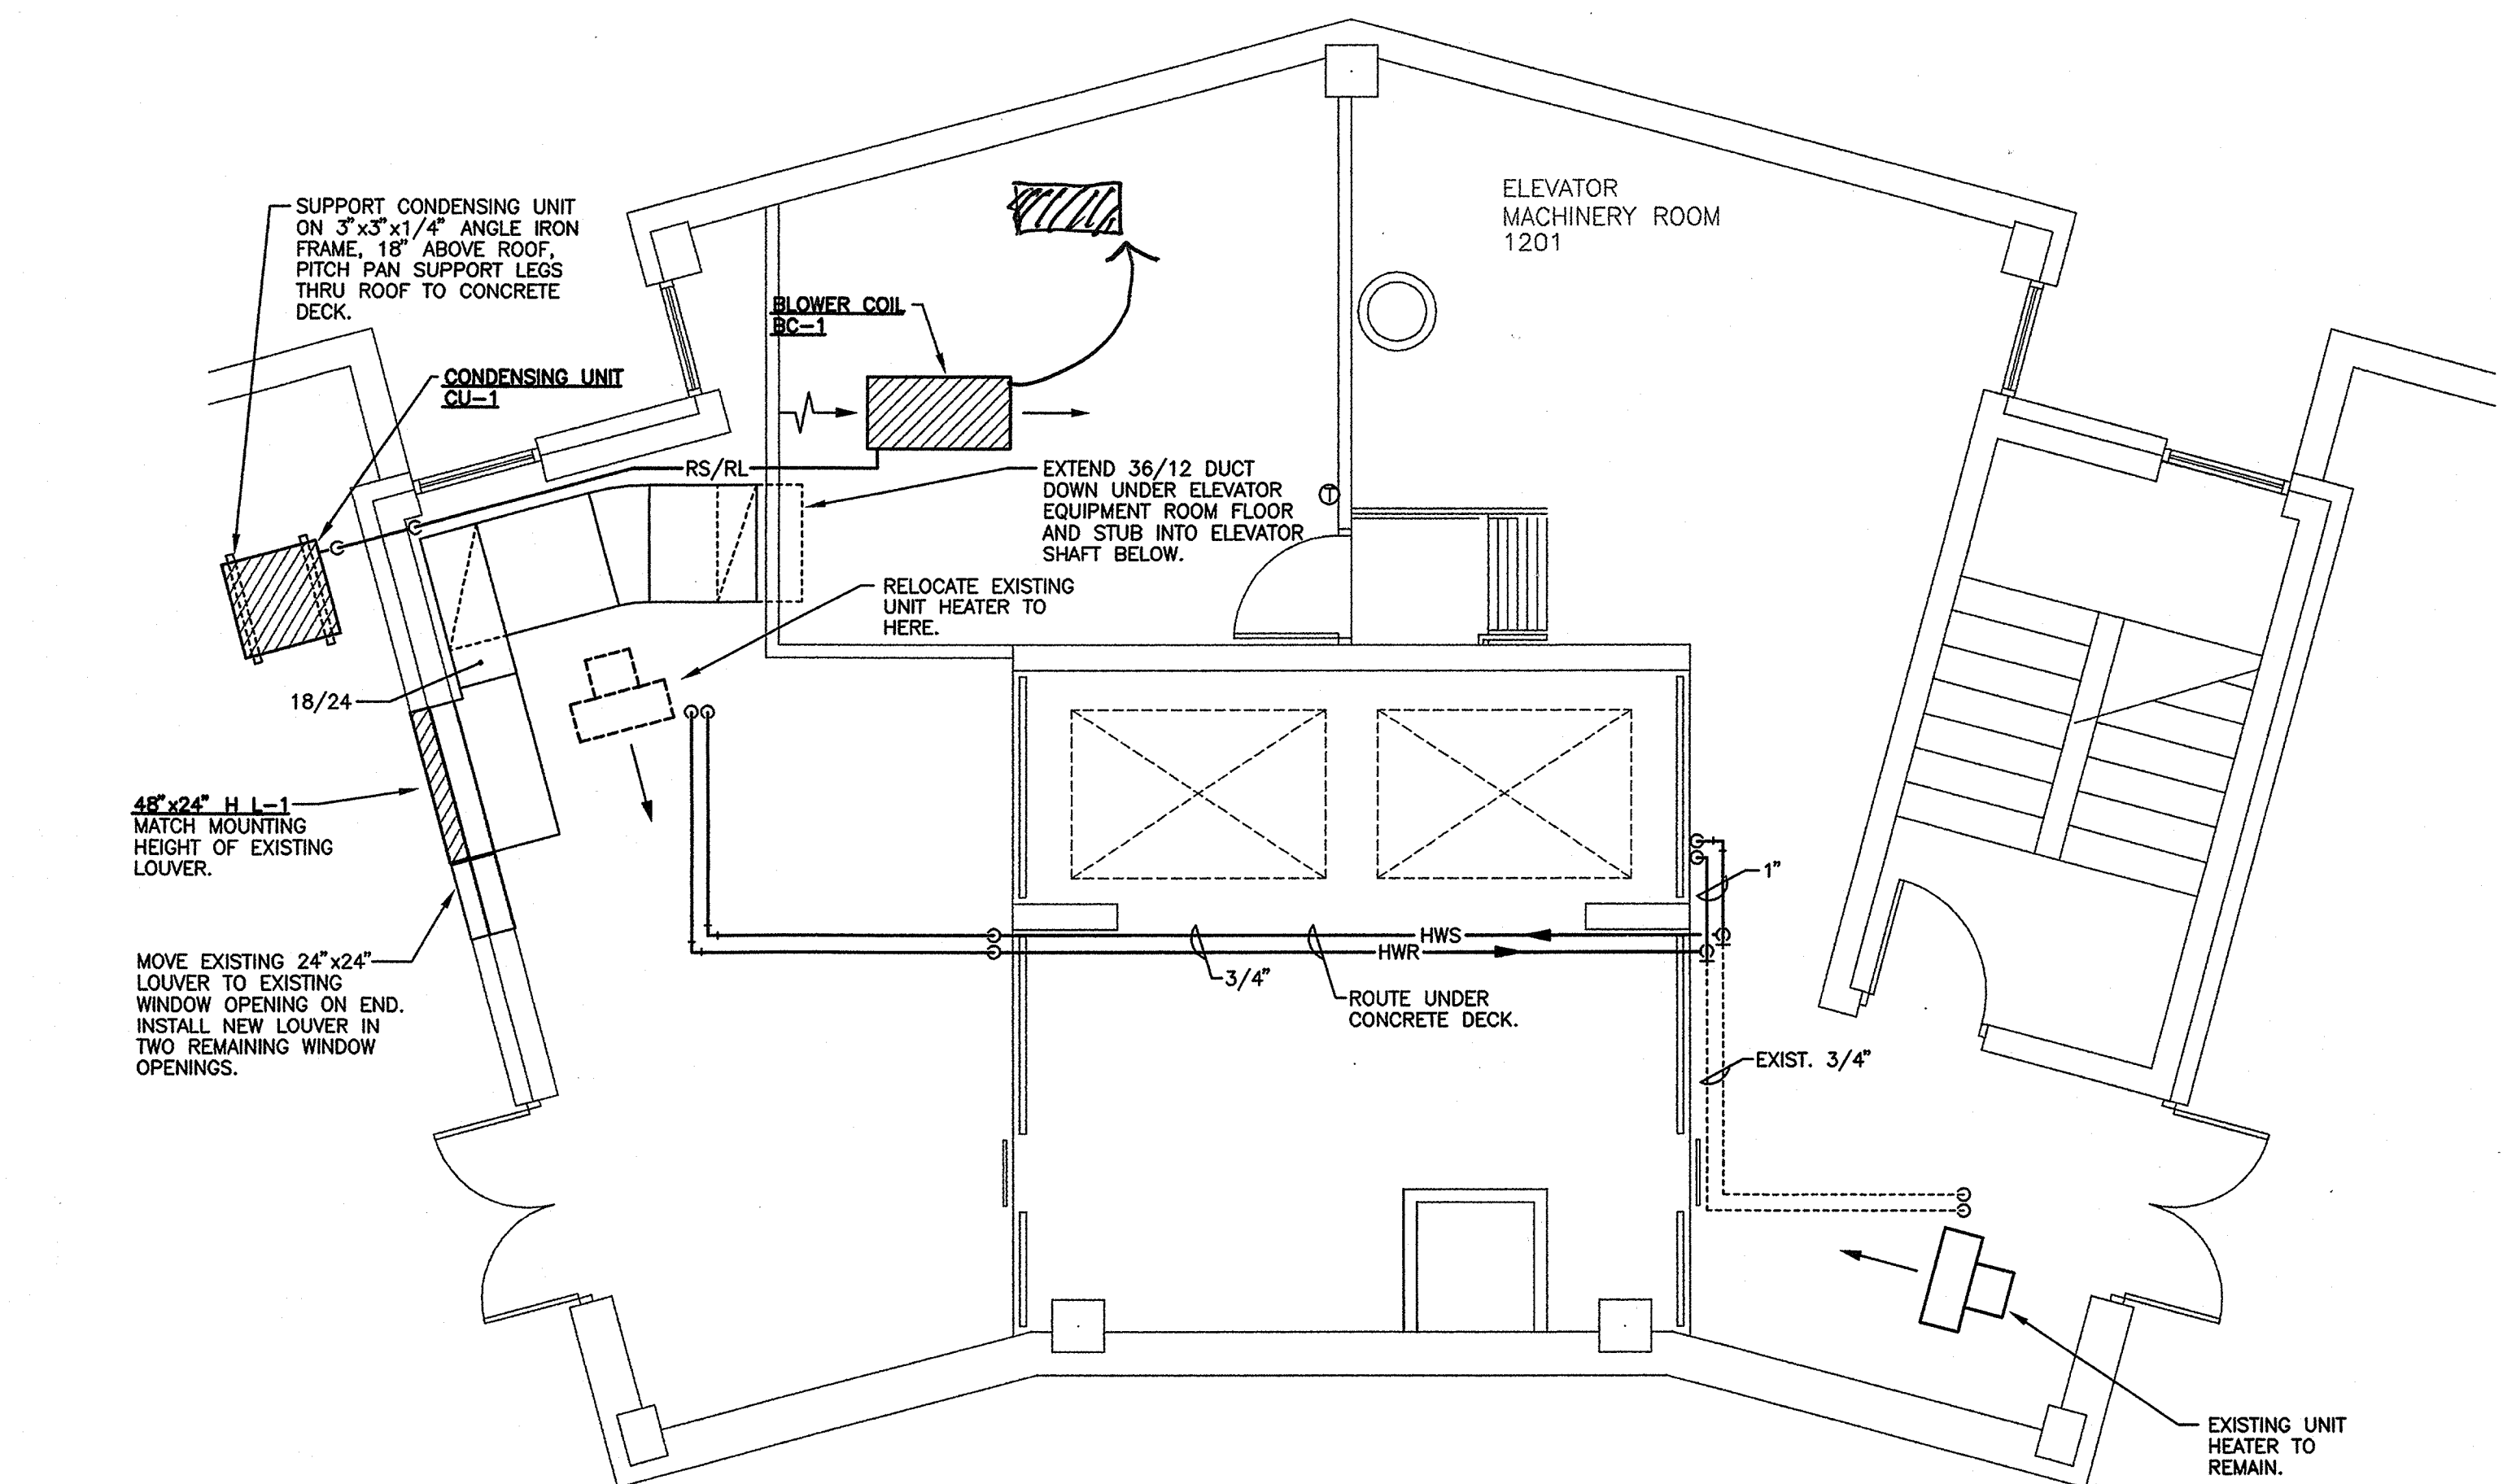 SUPPORT CONDENSING UNIT
ON 3"x3"x1/4" ANGLE IRON
FRAME, 18" ABOVE ROOF,
PITCH PAN SUPPORT LEGS
THRU ROOF TO CONCRETE
DECK.
ELEVATOR
MACHINERY ROOM
1201
BLOWER COIL
BC-1
CONDENSING UNIT
CU-1
RS/RL
EXTEND 36/12 DUCT
DOWN UNDER ELEVATOR
EQUIPMENT ROOM FLOOR
AND STUB INTO ELEVATOR
SHAFT BELOW.
T
RELOCATE EXISTING
UNIT HEATER TO
HERE.
18/24
48"x24" H L-1
MATCH MOUNTING
HEIGHT OF EXISTING
LOUVER.
1"
MOVE EXISTING 24"x24"
LOUVER TO EXISTING
WINDOW OPENING ON END.
INSTALL NEW LOUVER IN
TWO REMAINING WINDOW
OPENINGS.
HWS
HWR
3/4"
ROUTE UNDER
CONCRETE DECK.
EXIST. 3/4"
EXISTING UNIT
HEATER TO
REMAIN.